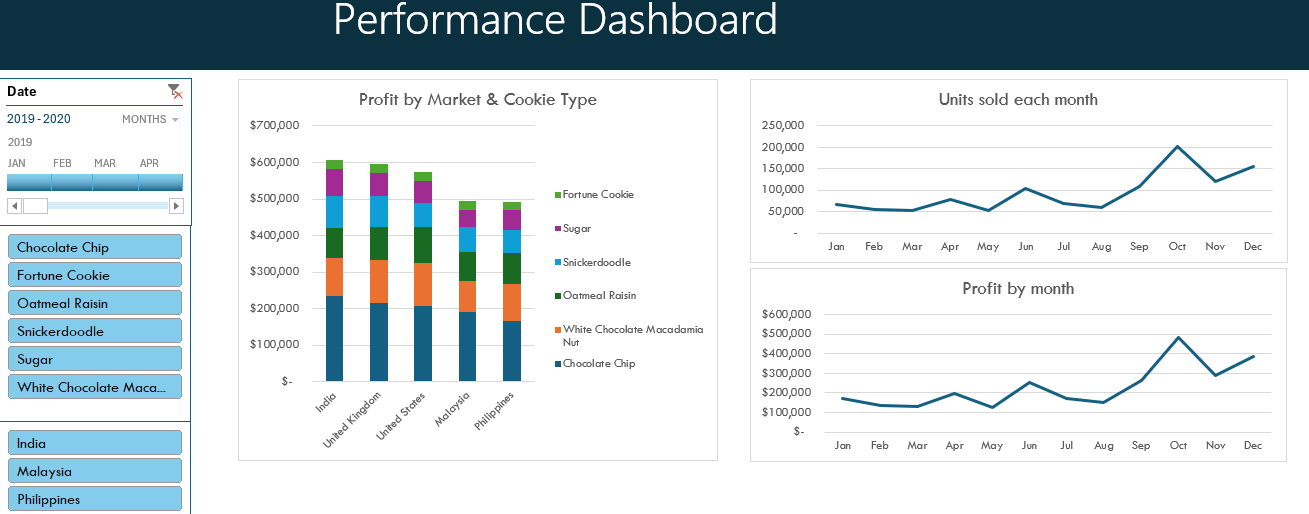 Performance Dashboard
Date
2019 - 2020
MONTHS
2019
JAN FEB MAR APR
Chocolate Chip
Fortune Cookie
Oatmeal Raisin
Snickerdoodle
Sugar
White Chocolate Maca...
India
Malaysia
Philippines
Profit by Market & Cookie Type
$700,000
$600,000
$500,000
$400,000
$300,000
$200,000
$100,000
$-
India
United Kingdom
United States
Malaysia
Philippines
Fortune Cookie
Sugar
Snickerdoodle
Oatmeal Raisin
White Chocolate Macadamia
Nut
Chocolate Chip
Units sold each month
250,000
200,000
150,000
100,000
50,000
-
Jan Feb Mar Apr May Jun Jul Aug Sep Oct Nov Dec
Profit by month
$600,000
$500,000
$400,000
$300,000
$200,000
$100,000
$-
Jan Feb Mar Apr May Jun Jul Aug Sep Oct Nov Dec